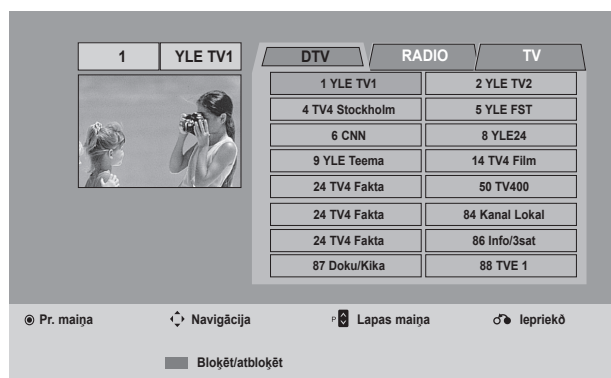 1 YLE TV1
DTV RADIO TV
1 YLE TV1 2 YLE TV2
4 TV4 Stockholm 5 YLE FST
6 CNN 8 YLE24
9 YLE Teema 14 TV4 Film
24 TV4 Fakta 50 TV400
24 TV4 Fakta 84 Kanal Lokal
24 TV4 Fakta 86 Info/3sat
87 Doku/Kika 88 TVE 1
Pr. maiņa Navigācija P Lapas maiņa Iepriekð
Bloķēt/atbloķēt